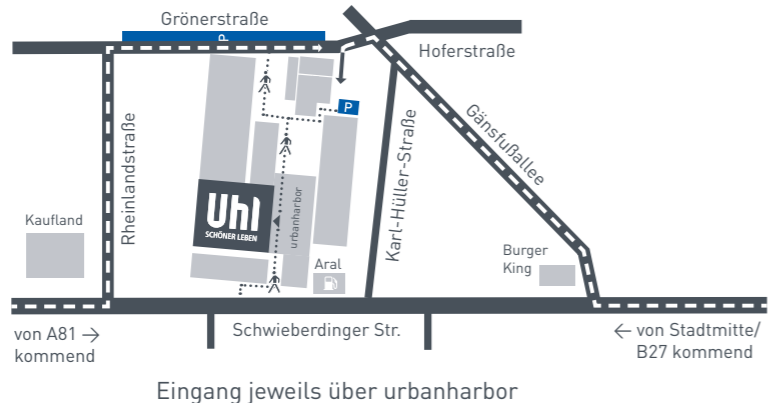 Grönerstraße
P
Hoferstraße
Gänsfußallee
P
Karl-Hüller-Straße
Rheinlandstraße
Uhl
SCHÖNER LEBEN
urbanharbor
Kaufland
Aral
Burger
King
von A81 →
kommend
Schwieberdinger Str.
← von Stadtmitte/
B27 kommend
Eingang jeweils über urbanharbor